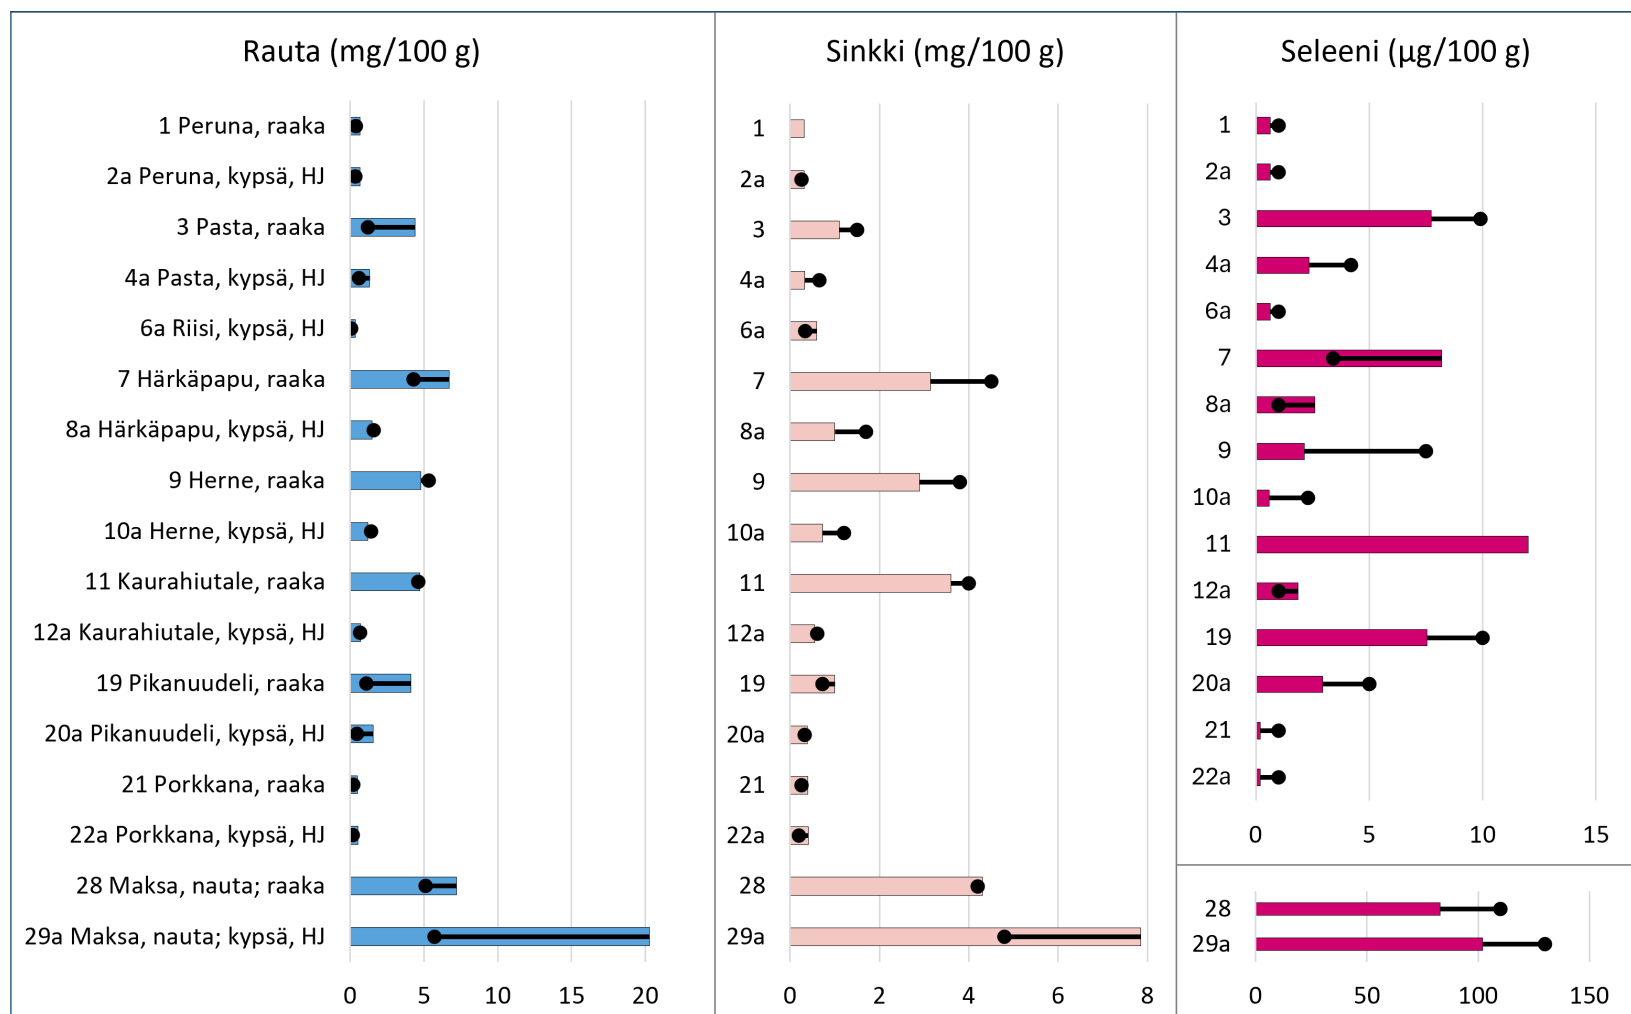 Rauta (mg/100 g)
1 Peruna, raaka
2a Peruna, kypsä, HJ
3 Pasta, raaka
4a Pasta, kypsä, HJ
6a Riisi, kypsä, HJ
7 Härkäpapu, raaka
8a Härkäpapu, kypsä, HJ
9 Herne, raaka
10a Herne, kypsä, HJ
11 Kaurahiutale, raaka
12a Kaurahiutale, kypsä, HJ
19 Pikanuudeli, raaka
20a Pikanuudeli, kypsä, HJ
21 Porkkana, raaka
22a Porkkana, kypsä, HJ
28 Maksa, nauta; raaka
29a Maksa, nauta; kypsä, HJ
0 5 10 15 20
Sinkki (mg/100 g)
1
2a
3
4a
6a
7
8a
9
10a
11
12a
19
20a
21
22a
28
29a
0 2 4 6 8
Seleeni (µg/100 g)
1
2a
3
4a
6a
7
8a
9
10a
11
12a
19
20a
21
22a
0 5 10 15
28
29a
0 50 100 150